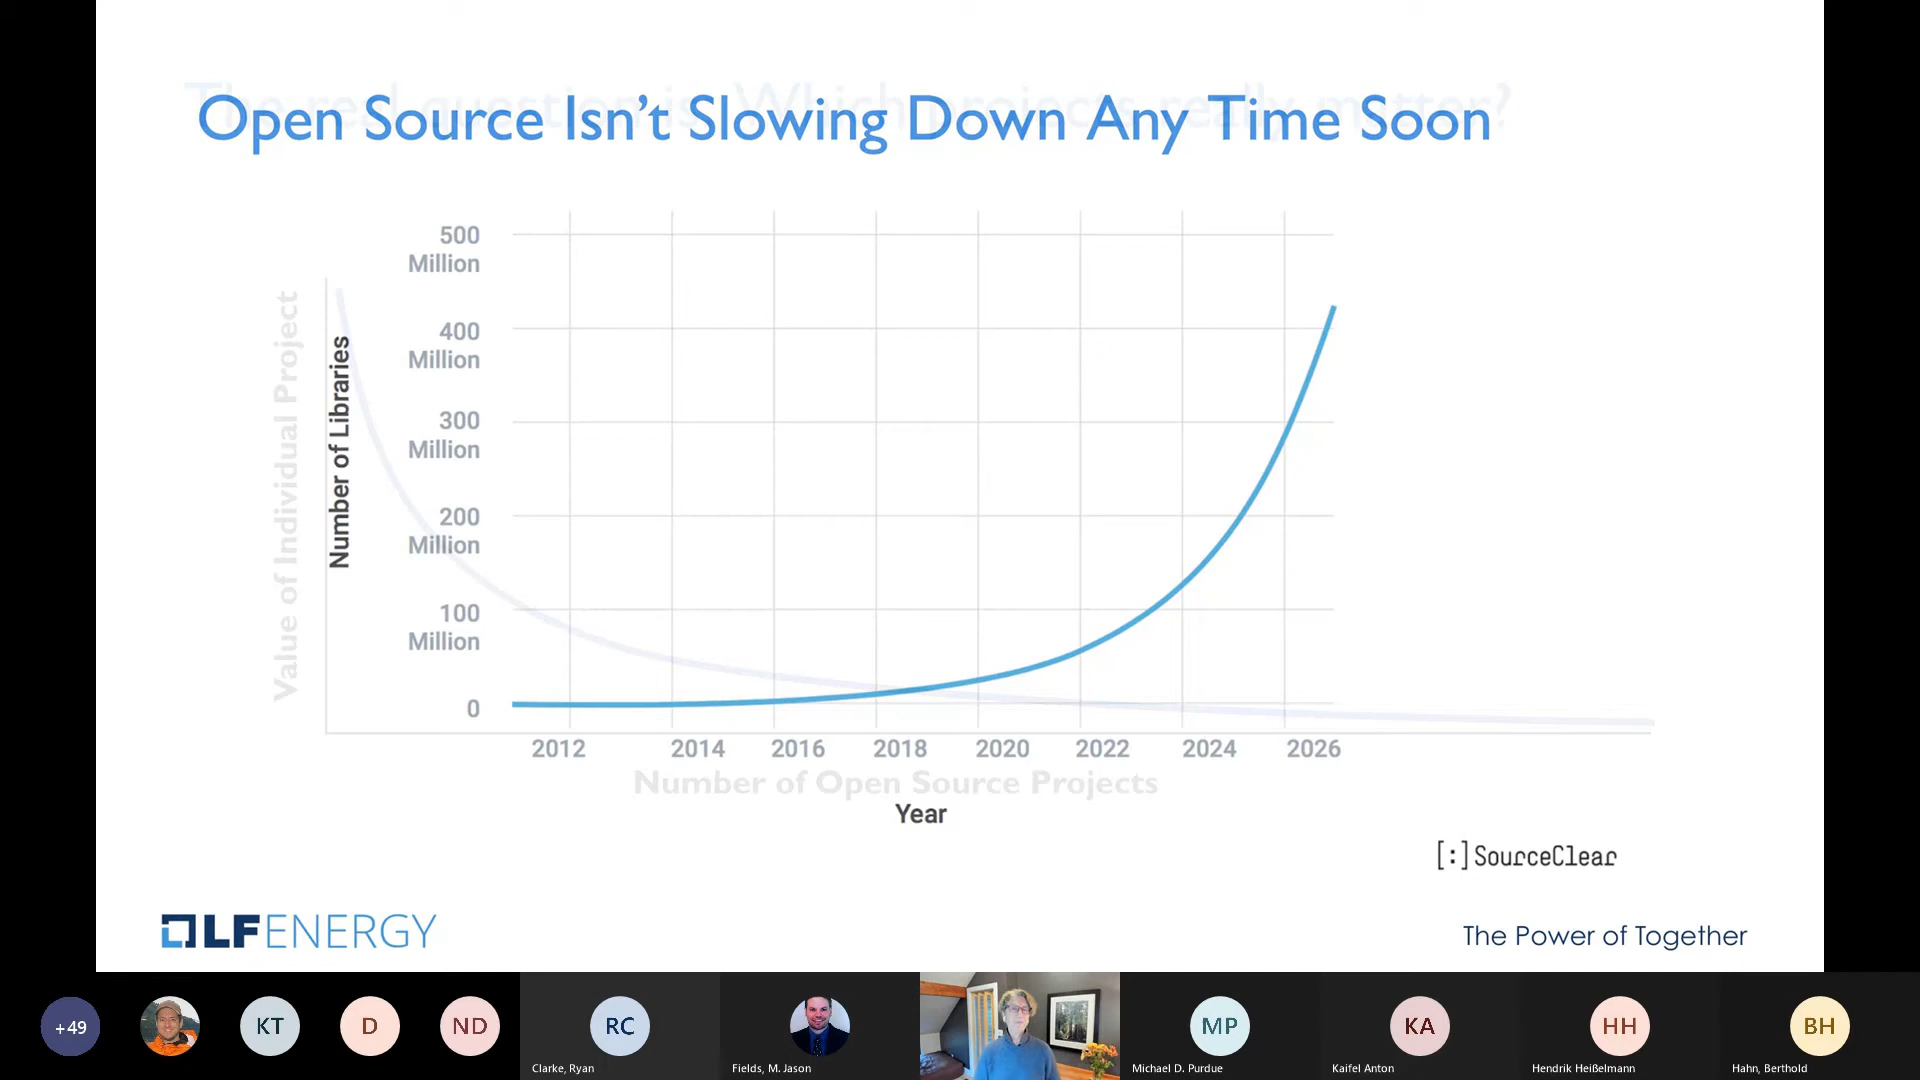 The real question is: Which projects really matter?
Open Source Isn't Slowing Down Any Time Soon
500
Million
400
Million
300
Million
200
Million
100
Million
0
Value of Individual Project
Number of Libraries
2012 2014 2016 2018 2020 2022 2024 2026
Number of Open Source Projects
Year
[:]SourceClear
LFENERGY
The Power of Together
+49 KT D ND RC MP KA HH BH
Clarke, Ryan Fields, M. Jason Michael D. Purdue Kaifel Anton Hendrik Heißelmann Hahn, Berthold